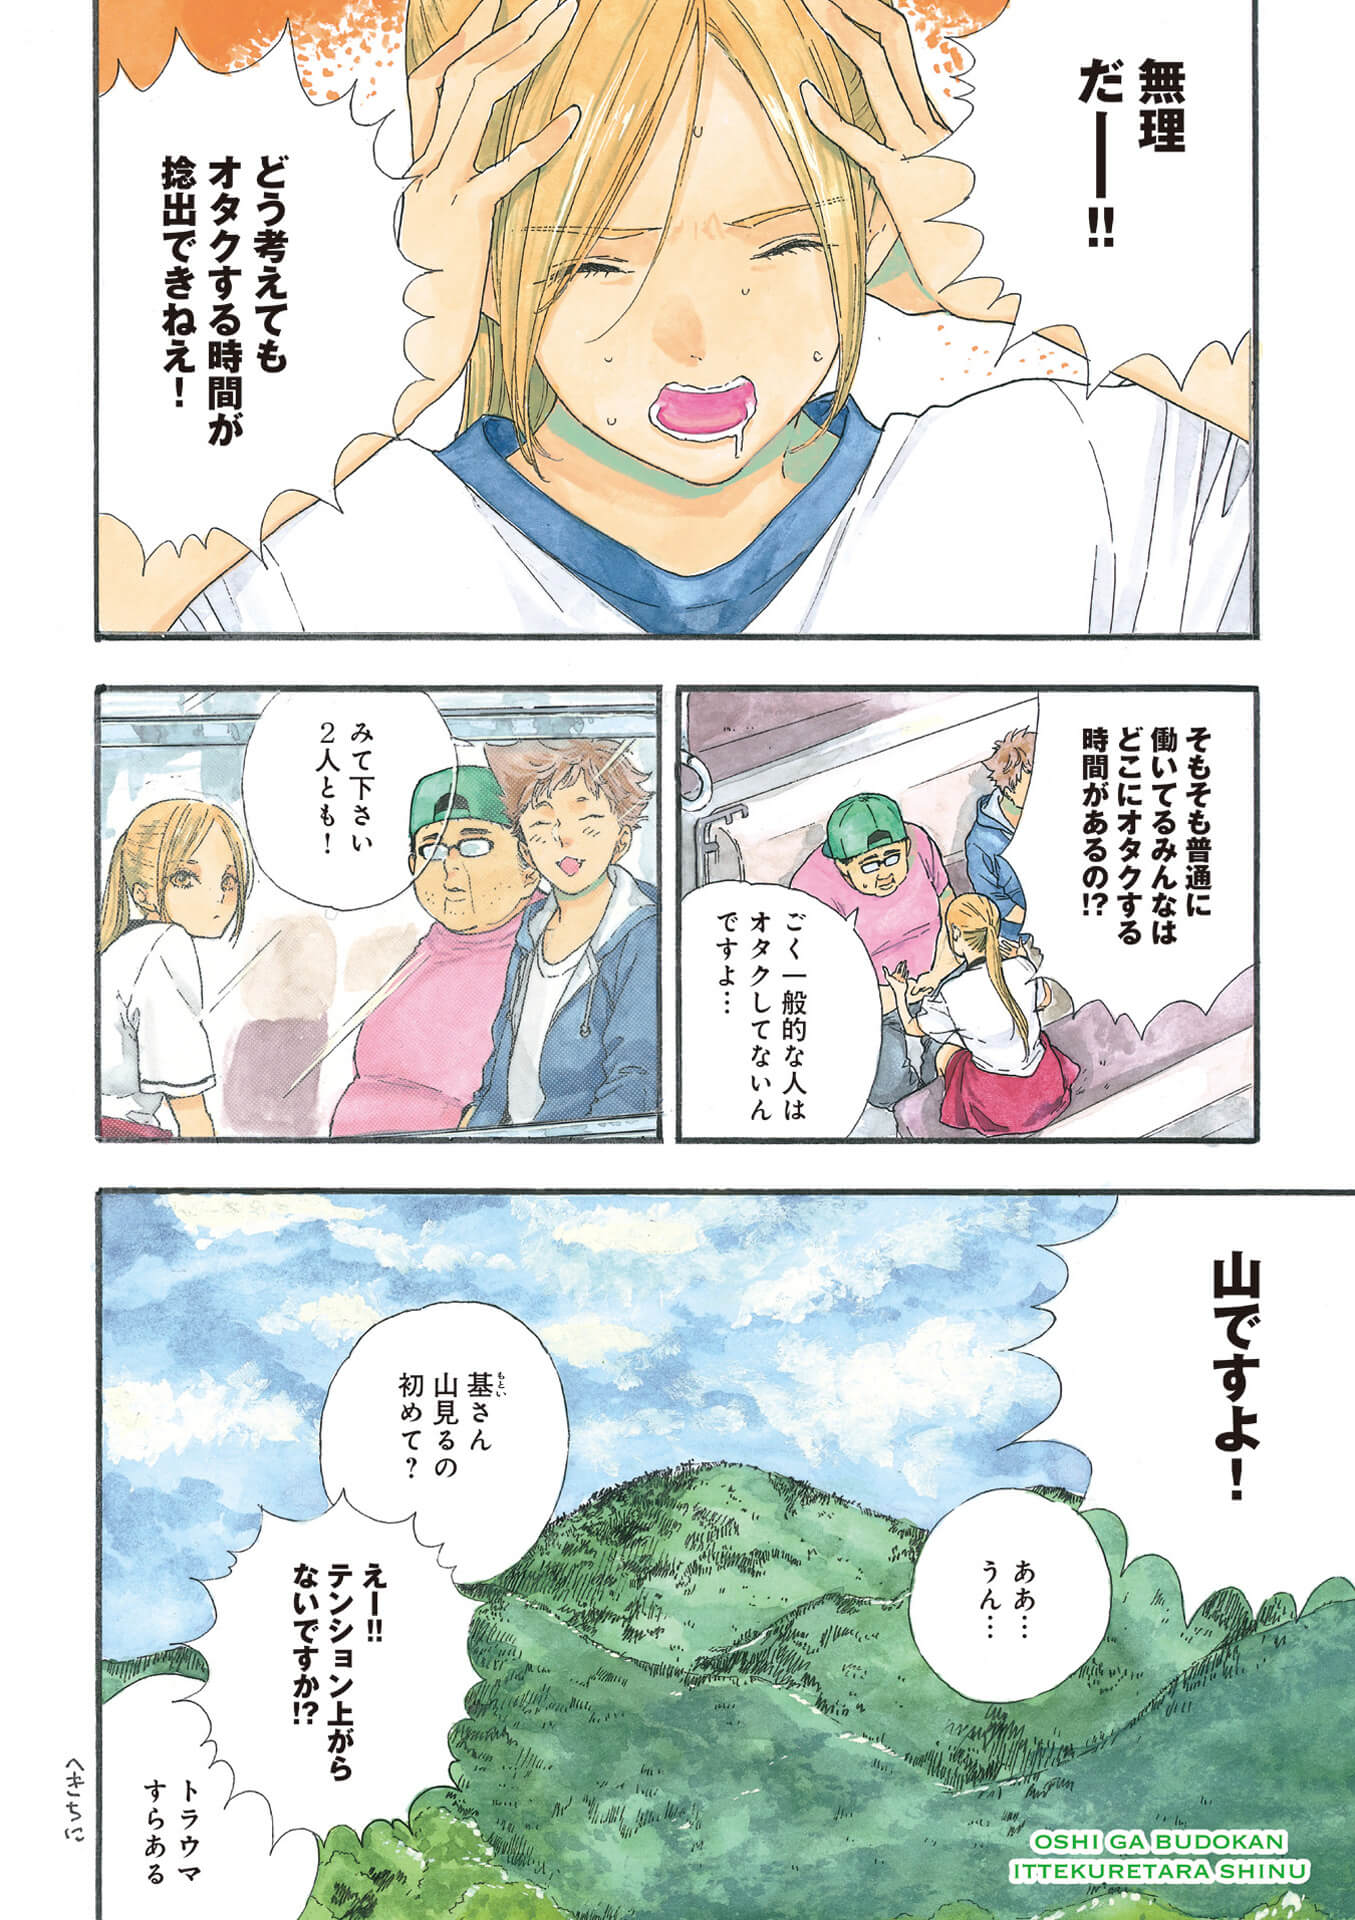 無理
だ――!!
どう考えても
オタクする時間が
捻出できねえ！
そもそも普通に
働いてるみんなは
どこにオタクする
時間があるの!?
ごく一般的な人は
オタクしてないん
ですよ…
みて下さい
２人とも！
山ですよ！
ああ…
うん…
基さん
もとい
山見るの
初めて？
えー!!
テンション上がら
ないですか!?
トラウマ
すらある
へきちに
OSHI GA BUDOKAN
ITTEKURETARA SHINU